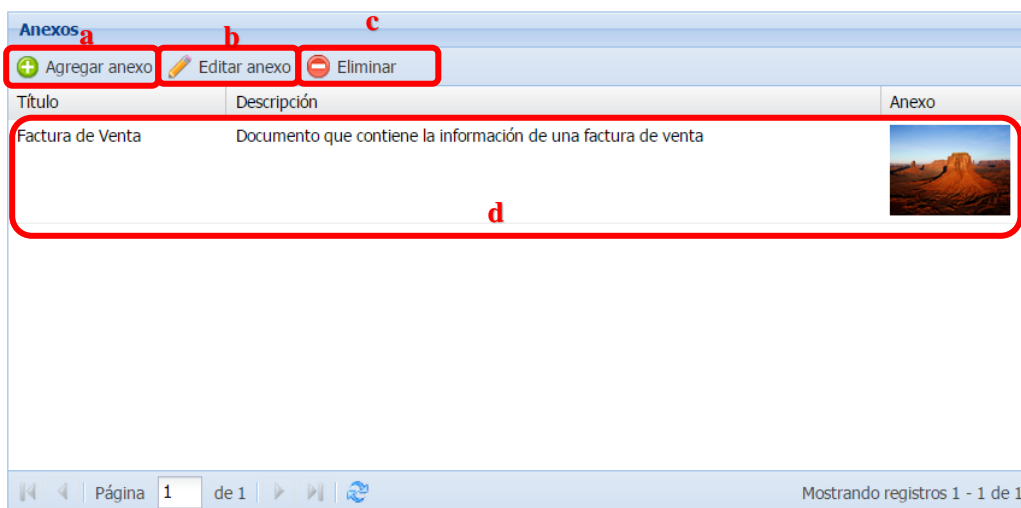 Anexos
a b c
Agregar anexo Editar anexo Eliminar
Título Descripción Anexo
Factura de Venta Documento que contiene la información de una factura de venta
d
Página 1 de 1 Mostrando registros 1 - 1 de 1